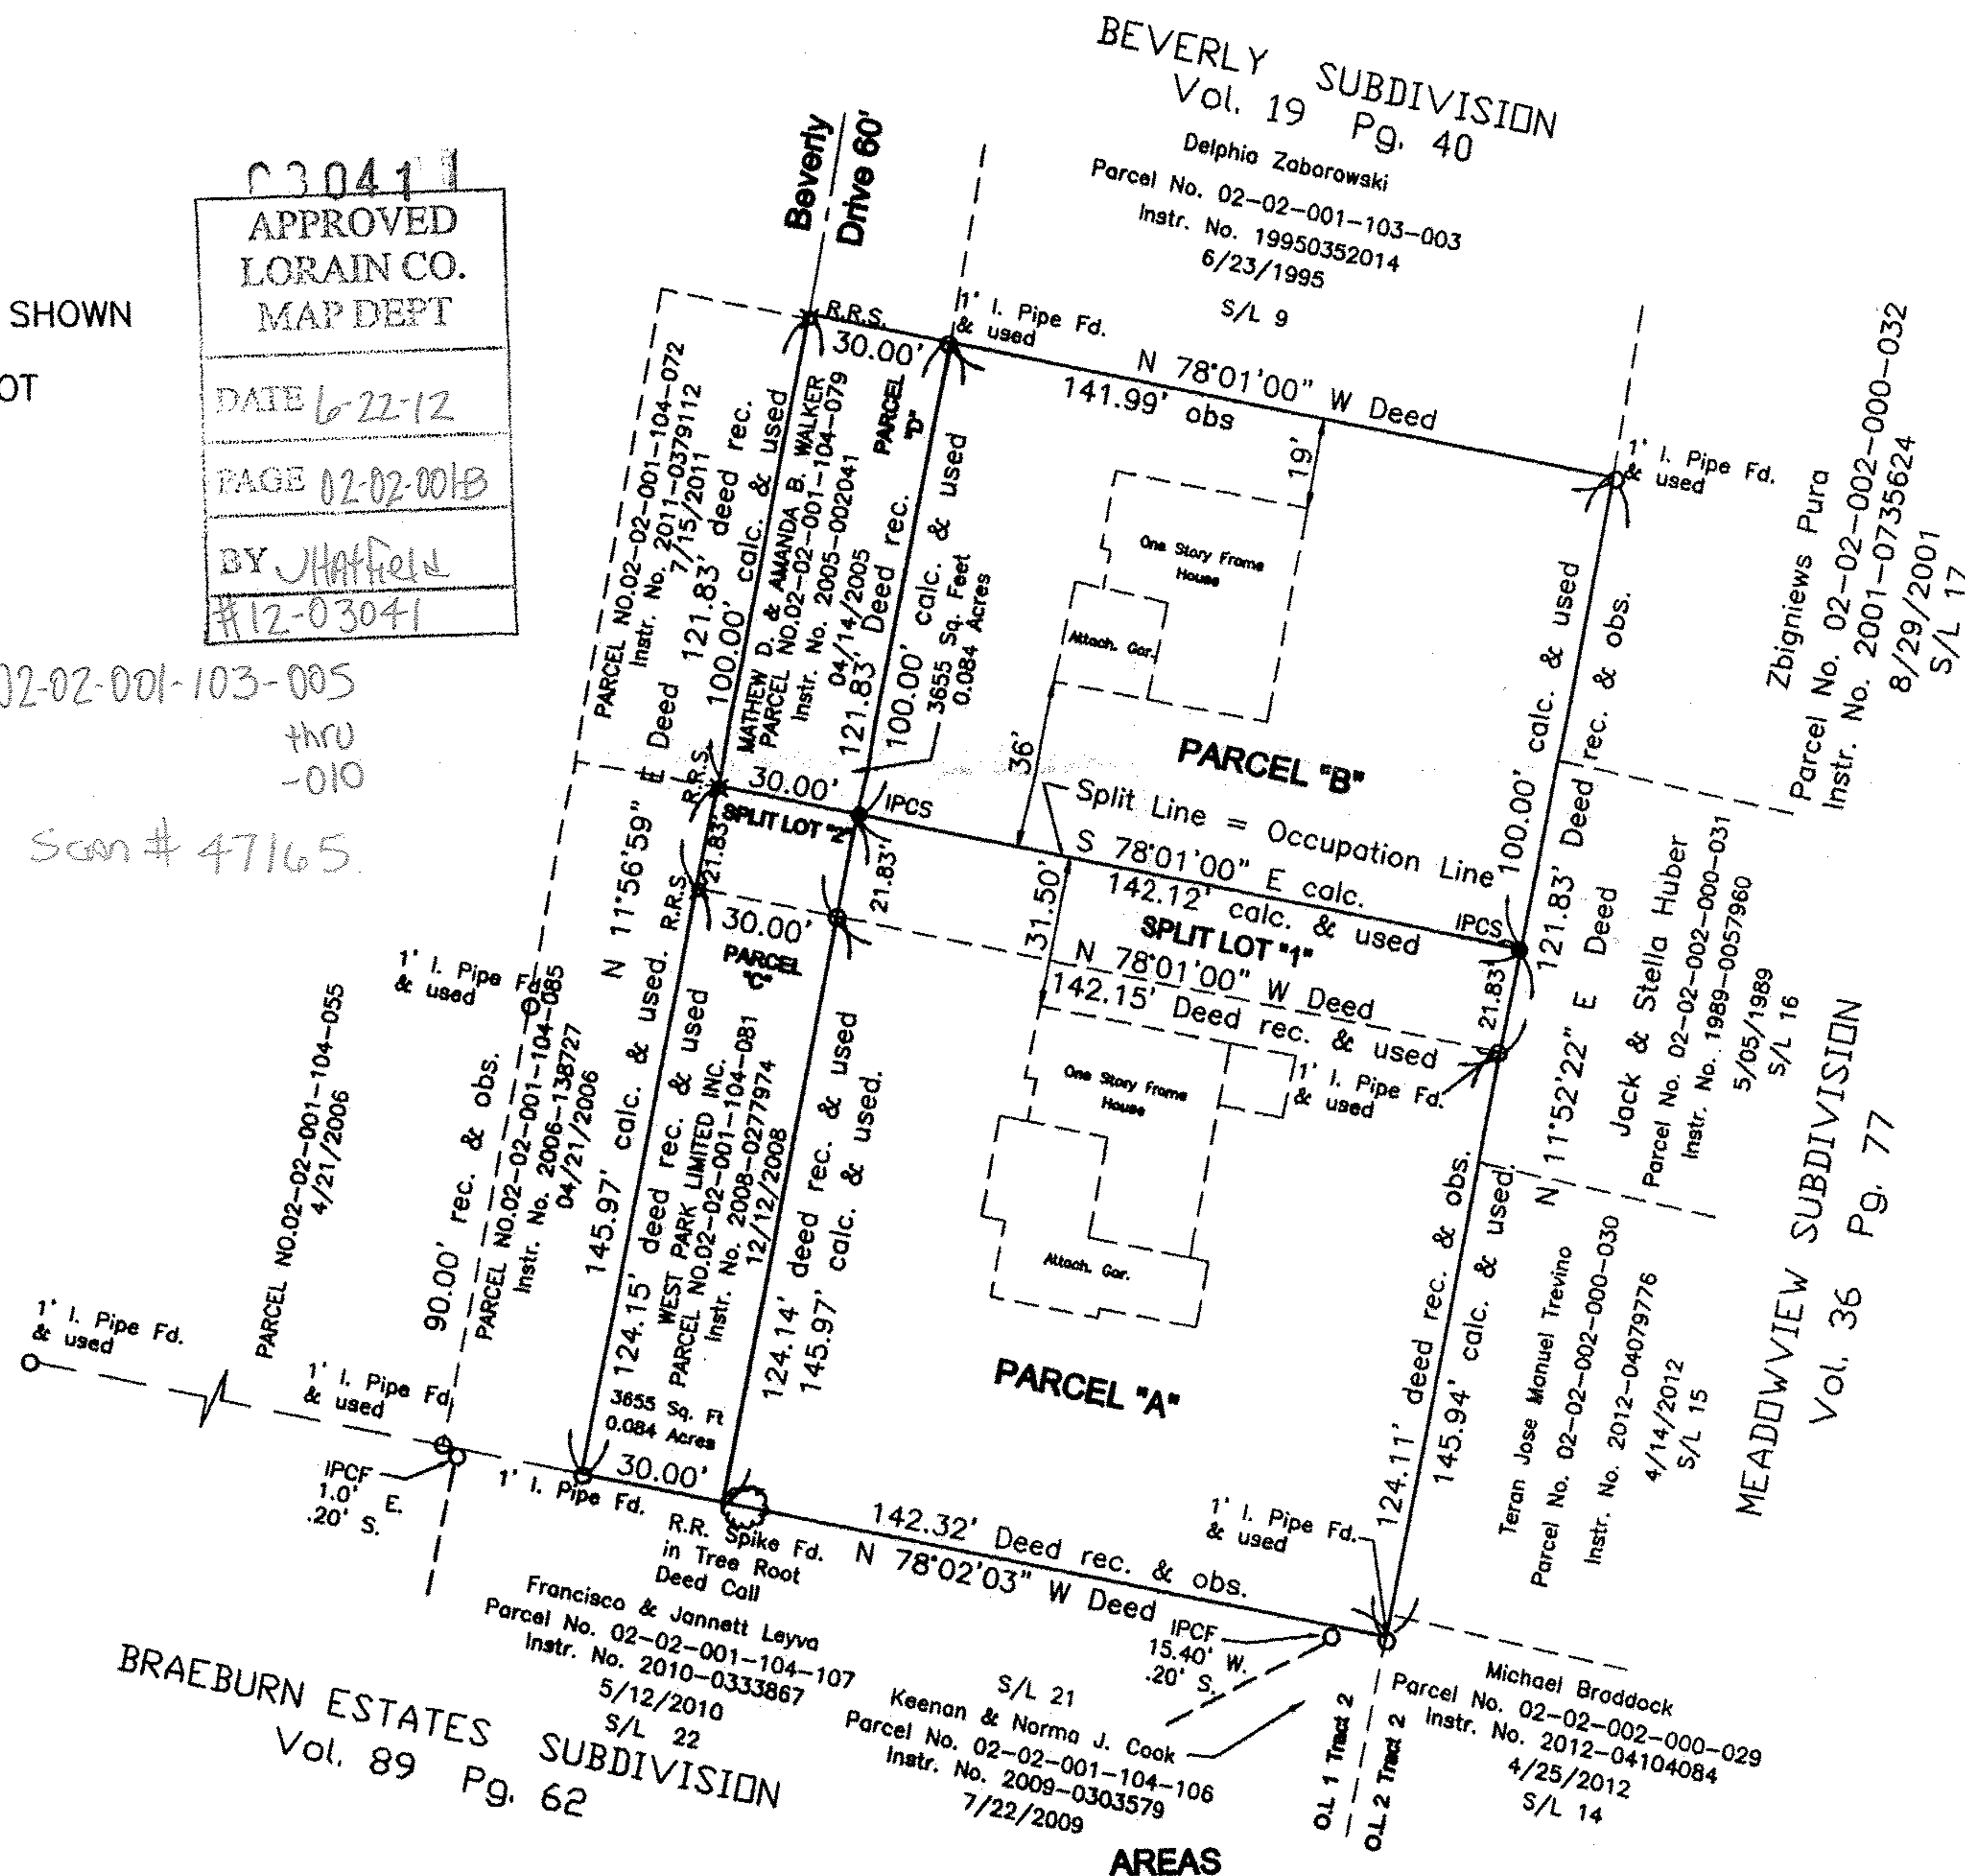 BEVERLY SUBDIVISION
Vol. 19 Pg. 40
Delphia Zaborowski
Parcel No. 02-02-001-103-003
Instr. No. 19950352014
6/23/1995
S/L 9
Beverly
Drive 60'
03041
APPROVED
LORAIN CO.
MAP DEPT
DATE 6-22-12
PAGE 02-02-001B
BY JHatfield
#12-03041
SHOWN
OT
02-02-001-103-005
thru
-010
Scan # 47165.
R.R.S.
30.00'
1" I. Pipe Fd.
& used
N 78°01'00" W Deed
141.99' obs
19'
1" I. Pipe Fd.
& used
Zbigniews Pura
Parcel No. 02-02-002-000-032
Instr. No. 2001-0735624
8/29/2001
S/L 17
PARCEL NO.02-02-001-104-072
Instr. No. 2011-0379112
7/15/2011
N 11°56'59" E Deed
121.83' deed rec.
100.00' calc. & used
MATHEW D. & AMANDA B. WALKER
PARCEL NO.02-02-001-104-079
Instr. No. 2005-002041
04/14/2005
PARCEL
"D"
121.83' Deed rec.
100.00' calc. & used
3655 Sq. Feet
0.084 Acres
One Story Frame
House
Attach. Gar.
36'
PARCEL "B"
100.00' calc. & used
121.83' Deed rec. & obs.
R.R.S.
30.00'
IPCS
SPLIT LOT "2"
21.83'
21.83'
Split Line = Occupation Line
S 78°01'00" E calc.
142.12' calc. & used
IPCS
SPLIT LOT "1"
R.R.S.
30.00'
31.50'
N 78°01'00" W Deed
142.15' Deed rec. & used
21.83'
1" I. Pipe Fd.
& used
N 11°52'22" E Deed
Jack & Stella Huber
Parcel No. 02-02-002-000-031
Instr. No. 1989-0057960
5/05/1989
S/L 16
MEADOWVIEW SUBDIVISION
Vol. 36 Pg. 77
PARCEL
"C"
1" I. Pipe Fd.
& used
PARCEL NO.02-02-001-104-055
4/21/2006
90.00' rec. & obs.
PARCEL NO.02-02-001-104-085
Instr. No. 2006-138727
04/21/2006
145.97' calc. & used.
124.15' deed rec. & used
WEST PARK LIMITED INC.
PARCEL NO.02-02-001-104-081
Instr. No. 2008-0277974
12/12/2008
124.14' deed rec. & used
145.97' calc. & used.
One Story Frame
House
Attach. Gar.
PARCEL "A"
124.11' deed rec. & obs.
145.94' calc. & used.
Teran Jose Manuel Trevino
Parcel No. 02-02-002-000-030
Instr. No. 2012-04079776
4/14/2012
S/L 15
1" I. Pipe Fd.
& used
1" I. Pipe Fd.
& used
3655 Sq. Ft
0.084 Acres
30.00'
IPCF
1.0' E.
.20' S.
1" I. Pipe Fd.
R.R. Spike Fd.
in Tree Root
Deed Call
142.32' Deed rec. & obs.
N 78°02'03" W Deed
1" I. Pipe Fd.
& used
IPCF
15.40' W.
.20' S.
Francisco & Jannett Leyva
Parcel No. 02-02-001-104-107
Instr. No. 2010-0333867
5/12/2010
S/L 22
BRAEBURN ESTATES SUBDIVISION
Vol. 89 Pg. 62
S/L 21
Keenan & Norma J. Cook
Parcel No. 02-02-001-104-106
Instr. No. 2009-0303579
7/22/2009
O.L 1 Tract 2
O.L. 2 Tract 2
Michael Braddock
Parcel No. 02-02-002-000-029
Instr. No. 2012-04104084
4/25/2012
S/L 14
AREAS